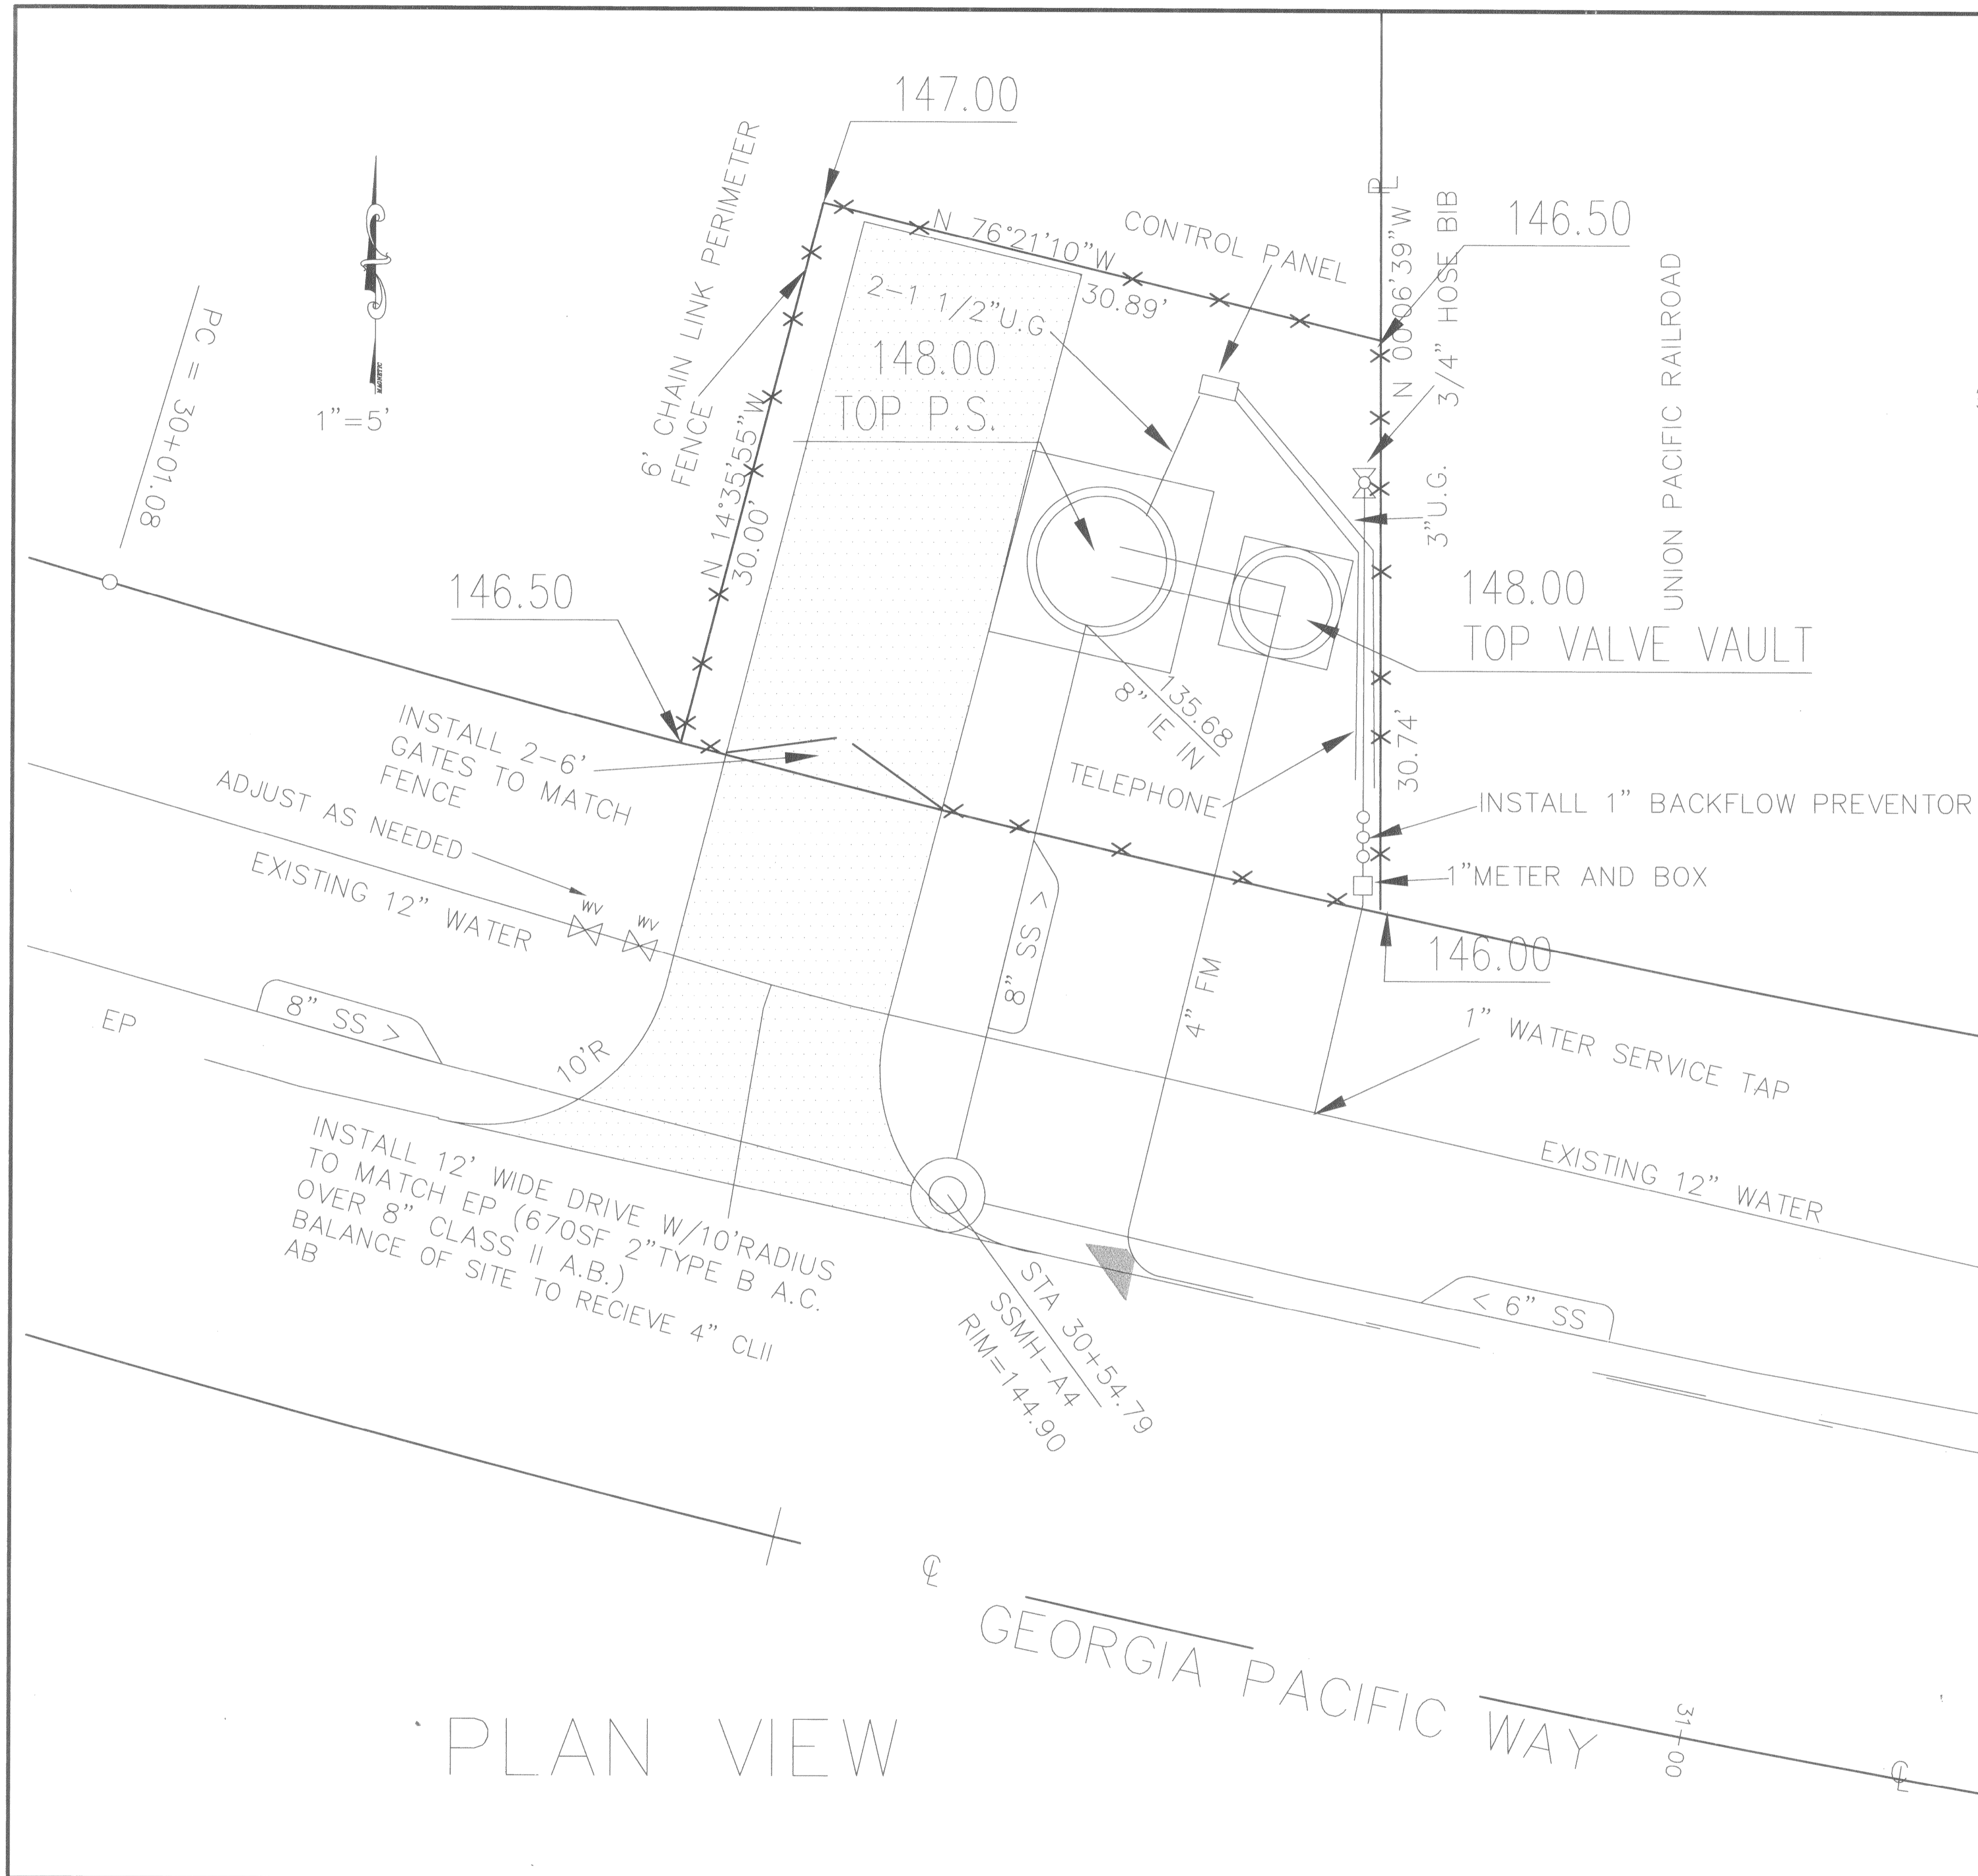 147.00
6' CHAIN LINK PERIMETER
FENCE
N 76°21'10"W
30.89'
CONTROL PANEL
PL
N 00°06'39"W
3/4" HOSE BIB
146.50
UNION PACIFIC RAILROAD
MAGNETIC
1"=5'
PC = 30+01.08
2-1 1/2"U.G
148.00
TOP P.S.
N 14°35'55"W
30.00'
3"U.G.
146.50
148.00
TOP VALVE VAULT
135.68
8" IE IN
INSTALL 2-6'
GATES TO MATCH
FENCE
TELEPHONE
30.74'
INSTALL 1" BACKFLOW PREVENTOR
1"METER AND BOX
ADJUST AS NEEDED
EXISTING 12" WATER
WV
WV
146.00
8" SS >
4" FM
8" SS >
EP
10'R
1" WATER SERVICE TAP
EXISTING 12" WATER
INSTALL 12' WIDE DRIVE W/10'RADIUS
TO MATCH EP (670SF 2"TYPE B A.C.
OVER 8" CLASS II A.B.)
BALANCE OF SITE TO RECIEVE 4" CLII
AB
STA 30+54.79
SSMH-A4
RIM=144.90
< 6" SS
CL
GEORGIA PACIFIC WAY
31+00
CL
PLAN VIEW